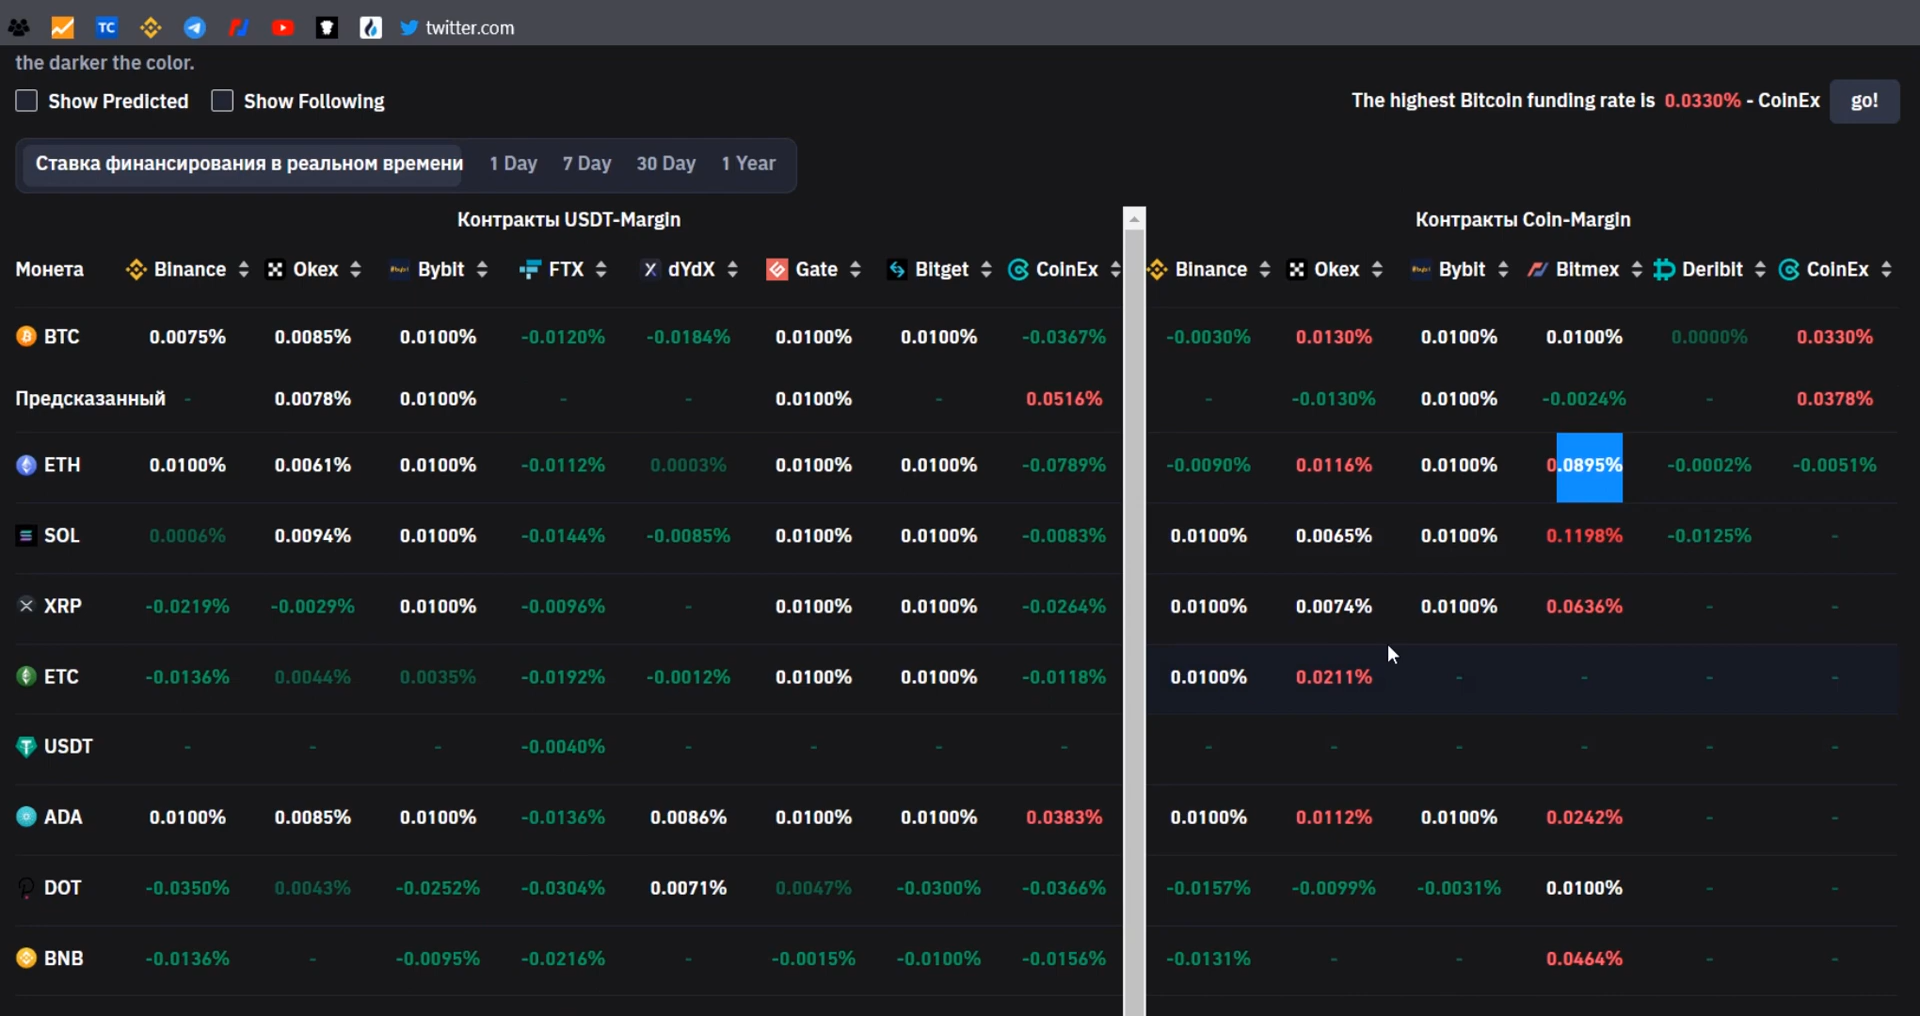 TC twitter.com
the darker the color.
Show Predicted Show Following The highest Bitcoin funding rate is 0.0330% - CoinEx go!
Ставка финансирования в реальном времени 1 Day 7 Day 30 Day 1 Year
Контракты USDT-Margin Контракты Coin-Margin
Монета Binance Okex Bybit FTX dYdX Gate Bitget CoinEx Binance Okex Bybit Bitmex Deribit CoinEx
BTC 0.0075% 0.0085% 0.0100% -0.0120% -0.0184% 0.0100% 0.0100% -0.0367% -0.0030% 0.0130% 0.0100% 0.0100% 0.0000% 0.0330%
Предсказанный - 0.0078% 0.0100% - - 0.0100% - 0.0516% - -0.0130% 0.0100% -0.0024% - 0.0378%
ETH 0.0100% 0.0061% 0.0100% -0.0112% 0.0003% 0.0100% 0.0100% -0.0789% -0.0090% 0.0116% 0.0100% 0.0895% -0.0002% -0.0051%
SOL 0.0006% 0.0094% 0.0100% -0.0144% -0.0085% 0.0100% 0.0100% -0.0083% 0.0100% 0.0065% 0.0100% 0.1198% -0.0125% -
XRP -0.0219% -0.0029% 0.0100% -0.0096% - 0.0100% 0.0100% -0.0264% 0.0100% 0.0074% 0.0100% 0.0636% - -
ETC -0.0136% 0.0044% 0.0035% -0.0192% -0.0012% 0.0100% 0.0100% -0.0118% 0.0100% 0.0211% - - - -
USDT - - - -0.0040% - - - - - - - - - -
ADA 0.0100% 0.0085% 0.0100% -0.0136% 0.0086% 0.0100% 0.0100% 0.0383% 0.0100% 0.0112% 0.0100% 0.0242% - -
DOT -0.0350% 0.0043% -0.0252% -0.0304% 0.0071% 0.0047% -0.0300% -0.0366% -0.0157% -0.0099% -0.0031% 0.0100% - -
BNB -0.0136% - -0.0095% -0.0216% - -0.0015% -0.0100% -0.0156% -0.0131% - - 0.0464% - -